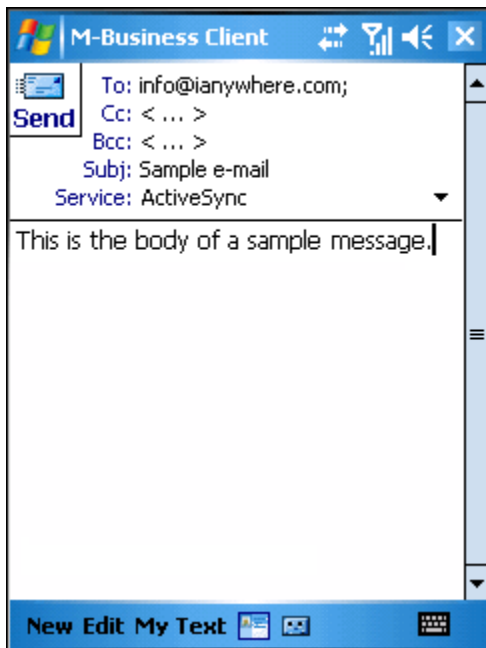 M-Business Client
Send
To: info@ianywhere.com;
Cc: < ... >
Bcc: < ... >
Subj: Sample e-mail
Service: ActiveSync
This is the body of a sample message.
New Edit My Text